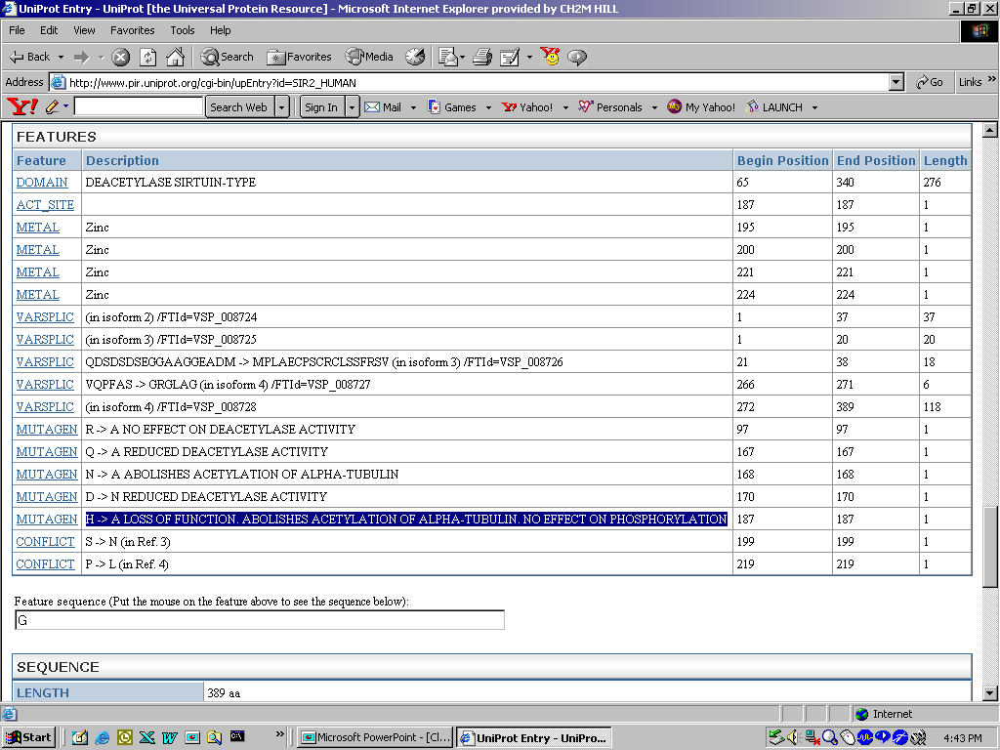 UniProt Entry - UniProt [the Universal Protein Resource] - Microsoft Internet Explorer provided by CH2M HILL
File Edit View Favorites Tools Help
Back Search Favorites Media
Address http://www.pir.uniprot.org/cgi-bin/upEntry?id=SIR2_HUMAN Go Links »
Y! Search Web Sign In Mail Games Yahoo! Personals My Yahoo! LAUNCH
FEATURES
Feature Description Begin Position End Position Length
DOMAIN DEACETYLASE SIRTUIN-TYPE 65 340 276
ACT_SITE 187 187 1
METAL Zinc 195 195 1
METAL Zinc 200 200 1
METAL Zinc 221 221 1
METAL Zinc 224 224 1
VARSPLIC (in isoform 2) /FTId=VSP_008724 1 37 37
VARSPLIC (in isoform 3) /FTId=VSP_008725 1 20 20
VARSPLIC QDSDSDSEGGAAGGEADM -> MPLAECPSCRCLSSFRSV (in isoform 3) /FTId=VSP_008726 21 38 18
VARSPLIC VQPFAS -> GRGLAG (in isoform 4) /FTId=VSP_008727 266 271 6
VARSPLIC (in isoform 4) /FTId=VSP_008728 272 389 118
MUTAGEN R -> A NO EFFECT ON DEACETYLASE ACTIVITY 97 97 1
MUTAGEN Q -> A REDUCED DEACETYLASE ACTIVITY 167 167 1
MUTAGEN N -> A ABOLISHES ACETYLATION OF ALPHA-TUBULIN 168 168 1
MUTAGEN D -> N REDUCED DEACETYLASE ACTIVITY 170 170 1
MUTAGEN H -> A LOSS OF FUNCTION. ABOLISHES ACETYLATION OF ALPHA-TUBULIN. NO EFFECT ON PHOSPHORYLATION 187 187 1
CONFLICT S -> N (in Ref. 3) 199 199 1
CONFLICT P -> L (in Ref. 4) 219 219 1
Feature sequence (Put the mouse on the feature above to see the sequence below):
G
SEQUENCE
LENGTH 389 aa
Internet
Start » Microsoft PowerPoint - [Cl... UniProt Entry - UniPro... 4:43 PM